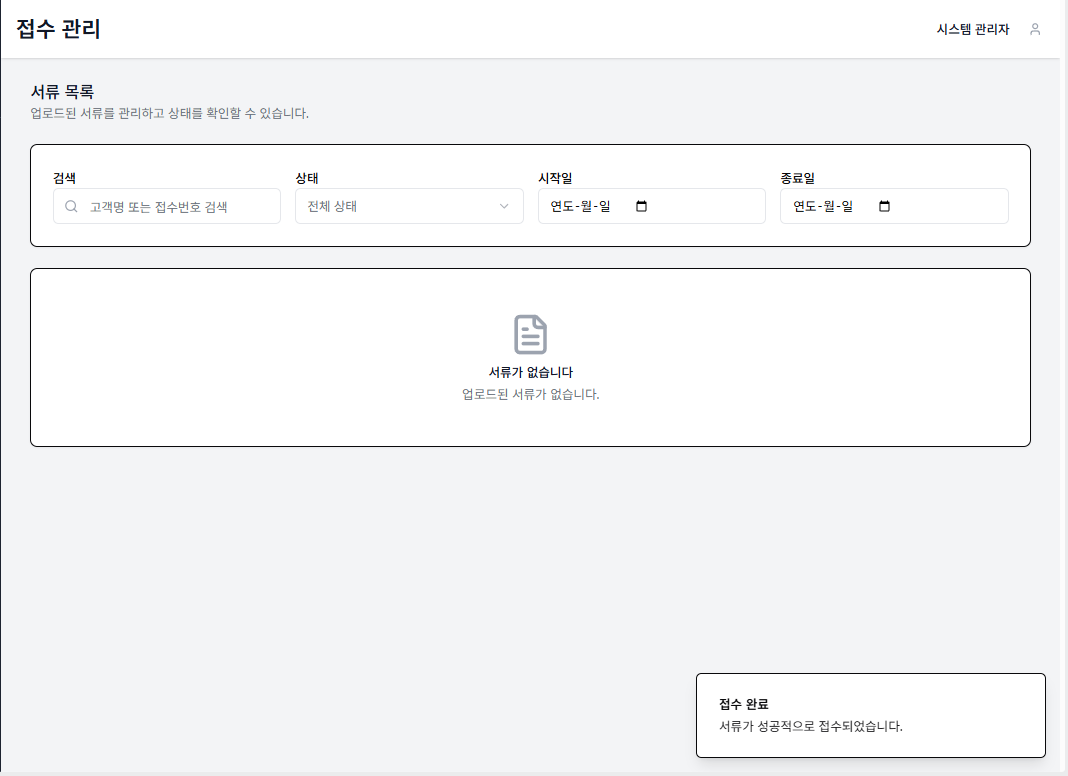 접수 관리
시스템 관리자
서류 목록
업로드된 서류를 관리하고 상태를 확인할 수 있습니다.
검색
상태
시작일
종료일
고객명 또는 접수번호 검색
전체 상태
연도-월-일
연도-월-일
서류가 없습니다
업로드된 서류가 없습니다.
접수 완료
서류가 성공적으로 접수되었습니다.